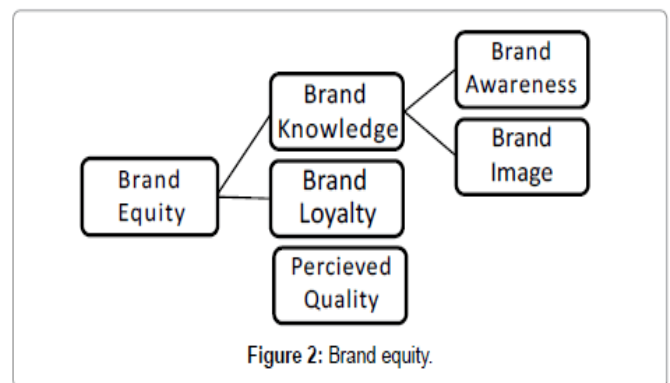 Brand
Awareness
Brand
Knowledge
Brand
Image
Brand
Equity
Brand
Loyalty
Percieved
Quality
Figure 2: Brand equity.